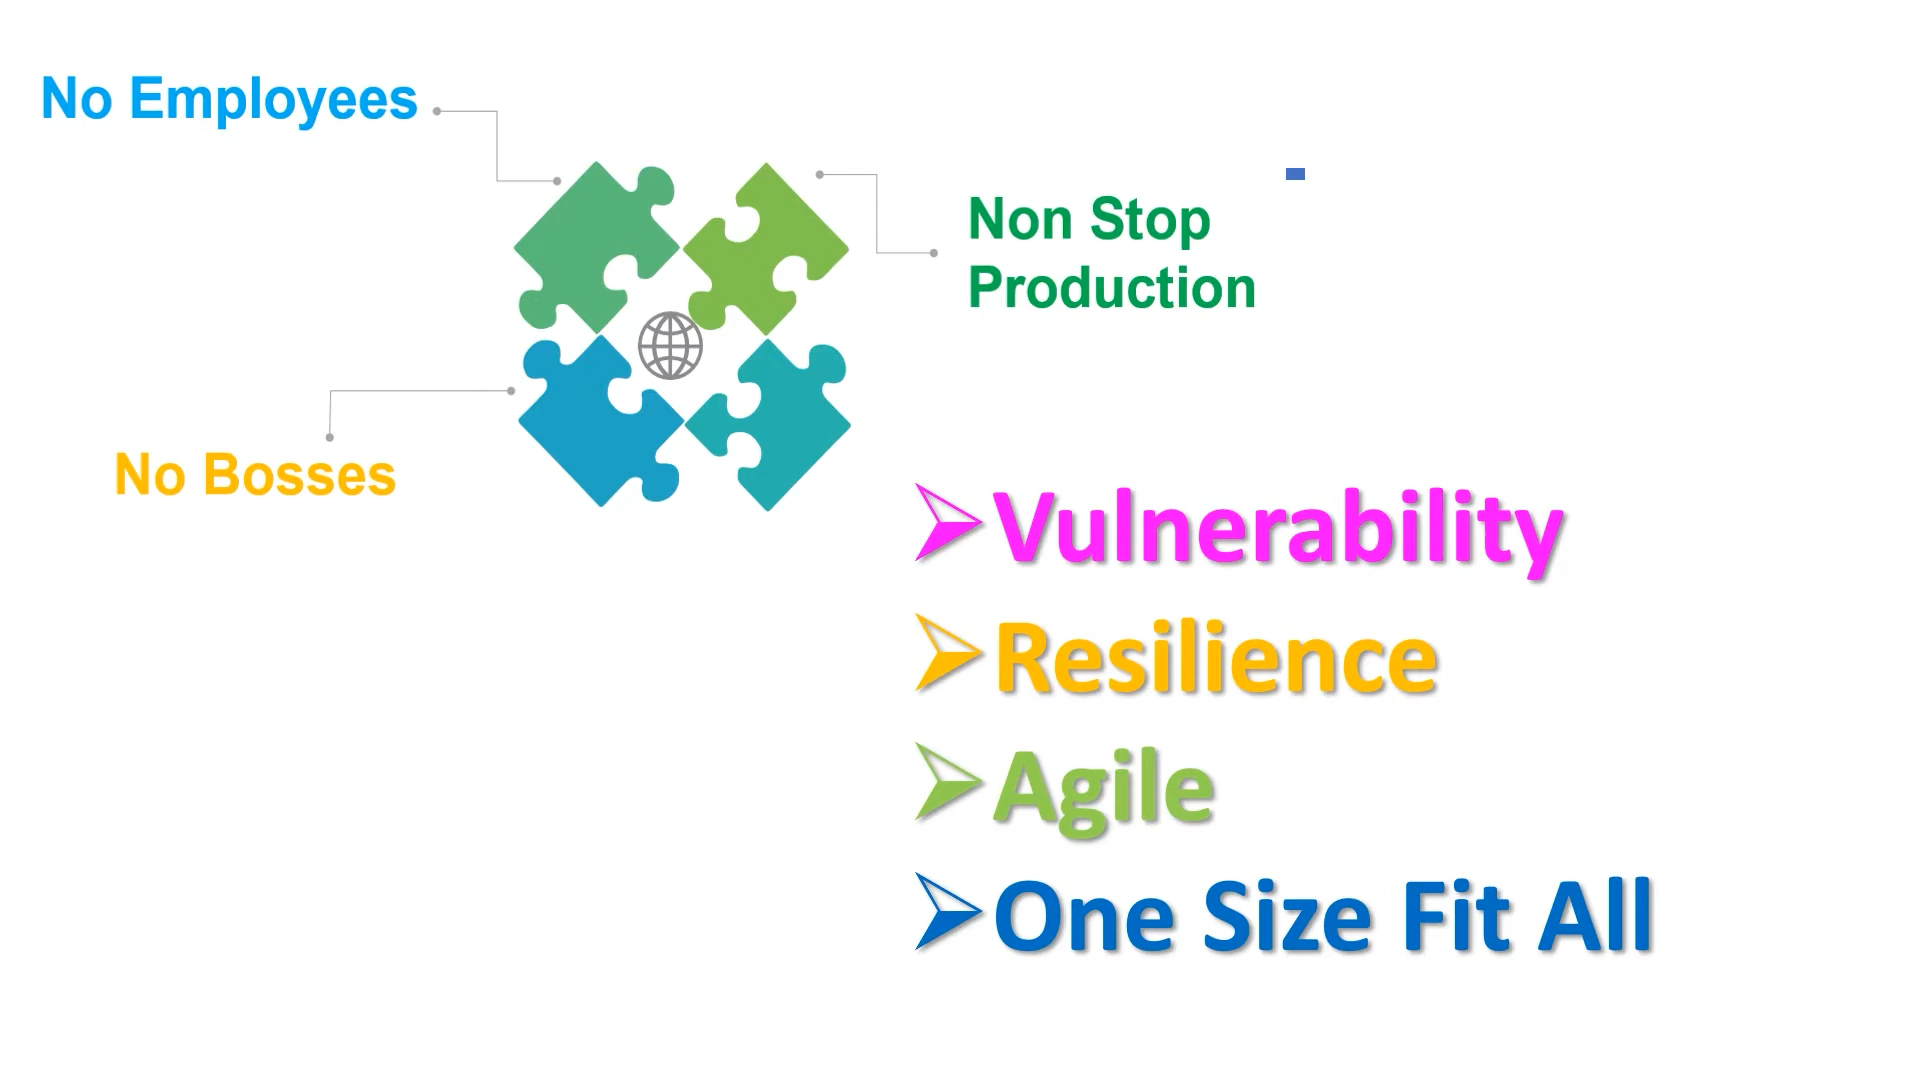 No Employees
Non Stop
Production
No Bosses
Vulnerability
Resilience
Agile
One Size Fit All